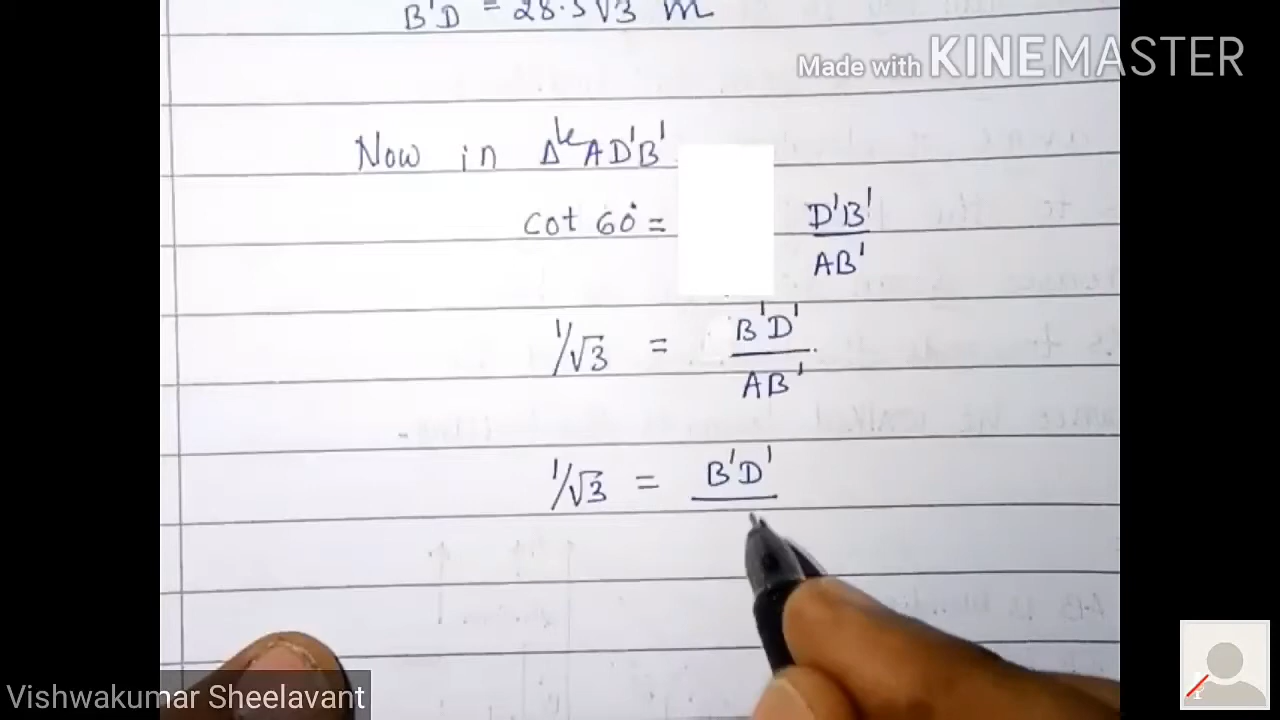 B'D = 28.5√3 m
Made with KINEMASTER
Now in Δle AD'B'
cot 60° = D'B' / AB'
1/√3 = B'D' / AB'
1/√3 = B'D'
Vishwakumar Sheelavant